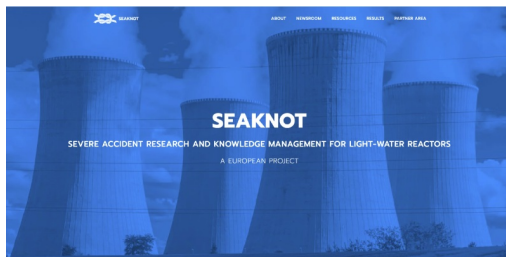 SEAKNOT
ABOUT NEWSROOM RESOURCES RESULTS PARTNER AREA
SEAKNOT
SEVERE ACCIDENT RESEARCH AND KNOWLEDGE MANAGEMENT FOR LIGHT-WATER REACTORS
A EUROPEAN PROJECT